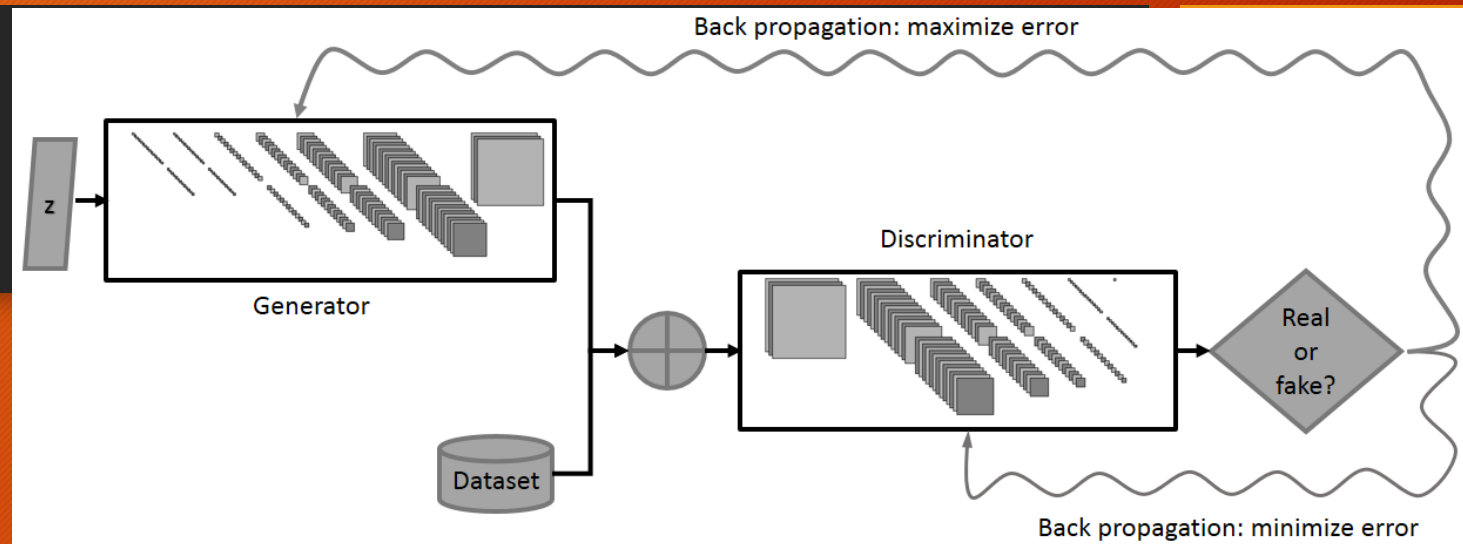 Back propagation: maximize error
z
Generator
Discriminator
Real
or
fake?
Dataset
Back propagation: minimize error